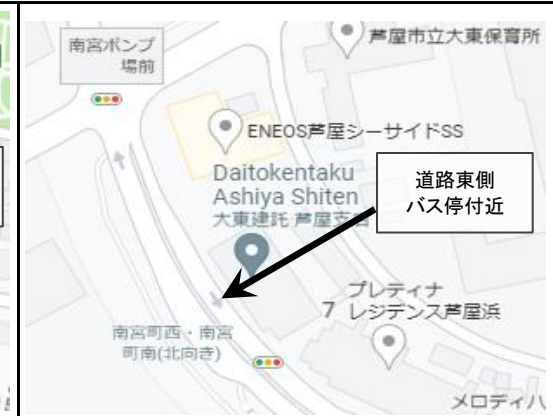 南宮ポンプ
場前
芦屋市立大東保育所
ENEOS芦屋シーサイドSS
Daitokentaku
Ashiya Shiten
大東建託 芦屋支店
道路東側
バス停付近
プレティナ
7 レジデンス芦屋浜
南宮町西・南宮
町南(北向き)
メロディハ